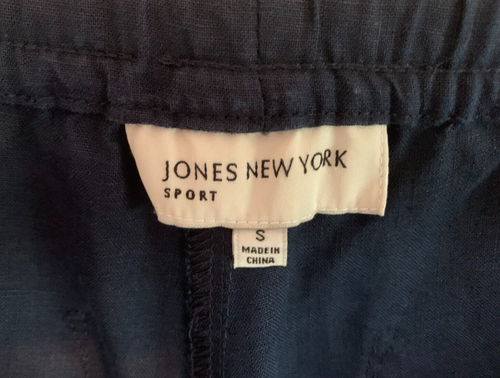 JONES NEW YORK
SPORT
S
MADE IN
CHINA